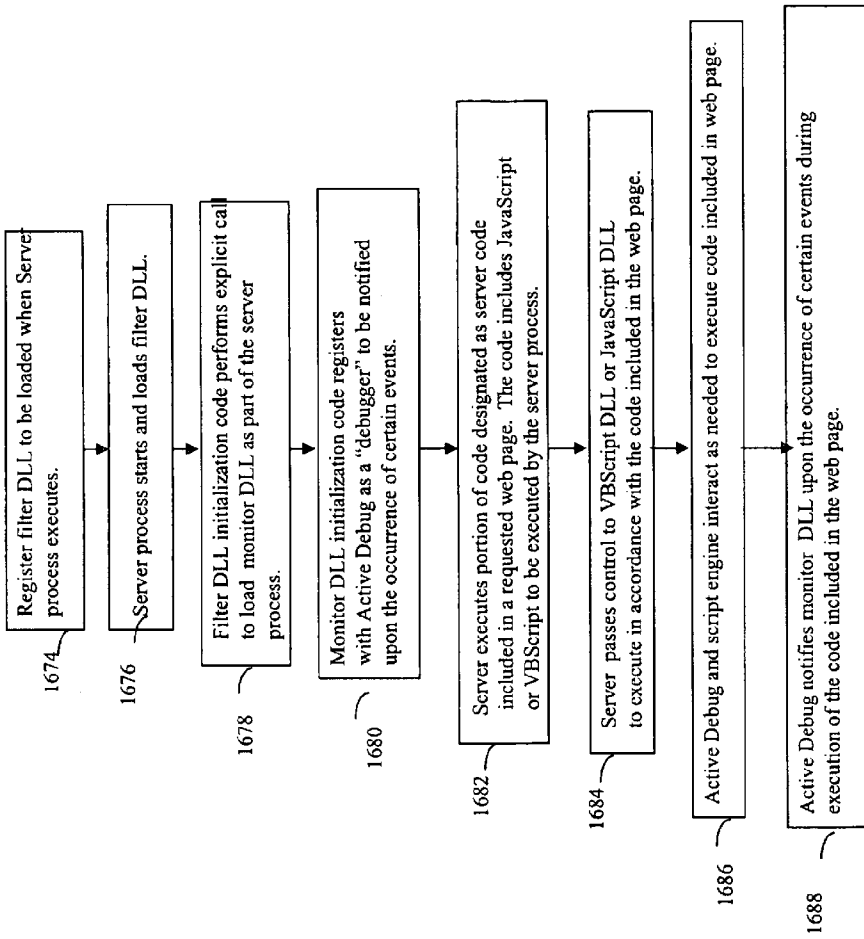 Register filter DLL to be loaded when Server
process executes.
1674
Server process starts and loads filter DLL.
1676
Filter DLL initialization code performs explicit call
to load monitor DLL as part of the server
process.
1678
Monitor DLL initialization code registers
with Active Debug as a “debugger” to be notified
upon the occurrence of certain events.
1680
Server executes portion of code designated as server code
included in a requested web page. The code includes JavaScript
or VBScript to be executed by the server process.
1682
Server passes control to VBScript DLL or JavaScript DLL
to execute in accordance with the code included in the web page.
1684
Active Debug and script engine interact as needed to execute code included in web page.
1686
Active Debug notifies monitor DLL upon the occurrence of certain events during
execution of the code included in the web page.
1688